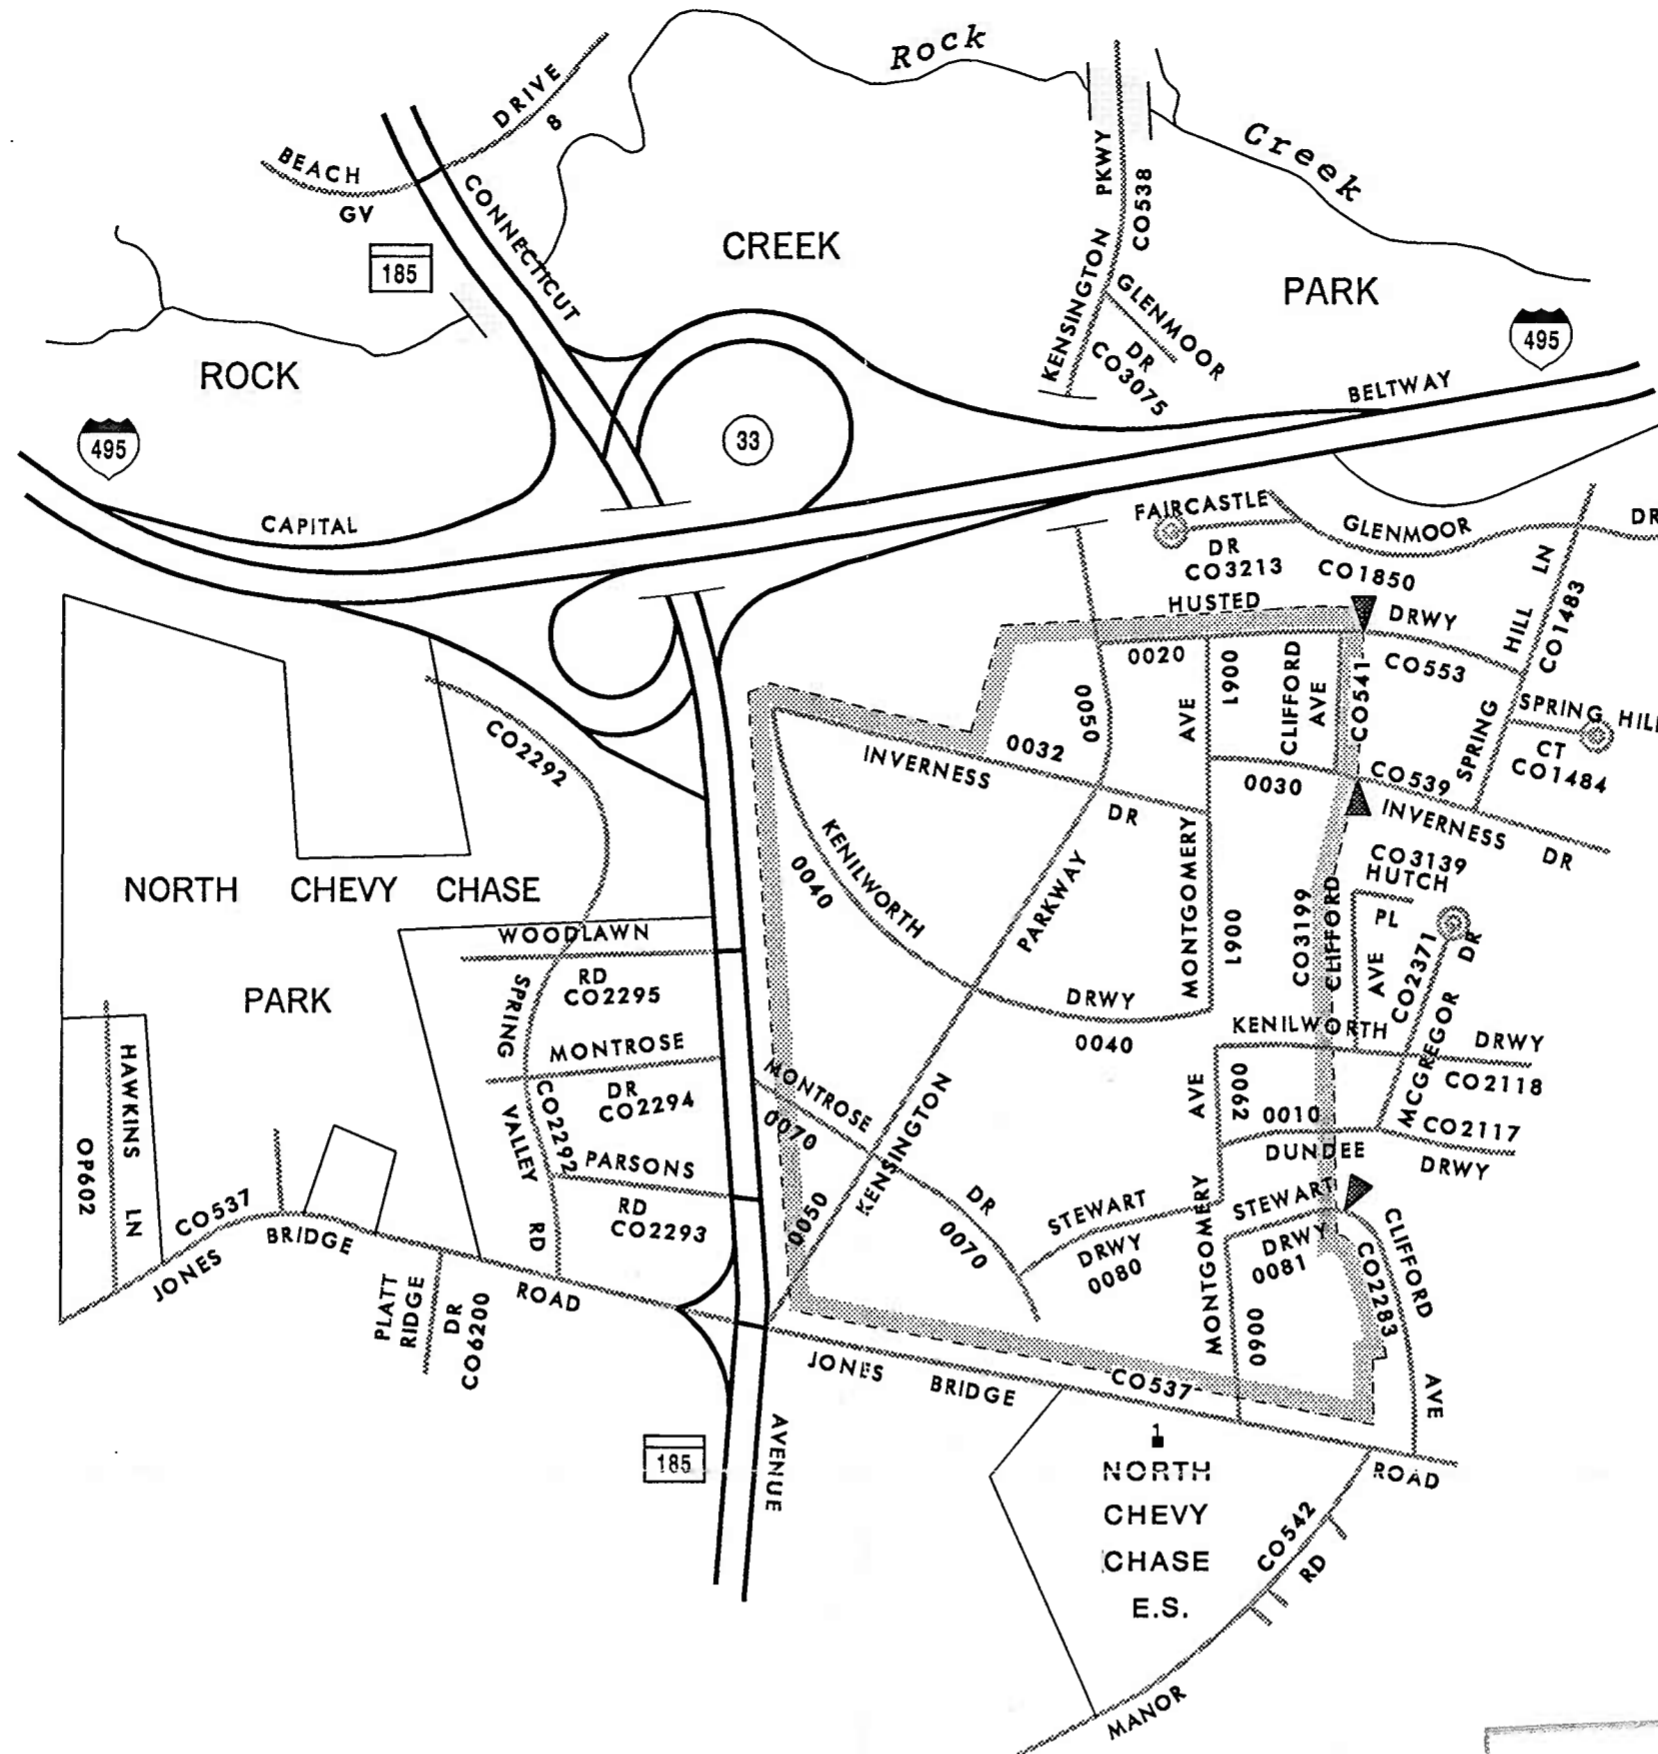 Rock
Creek
BEACH
DRIVE
8
GV
185
CONNECTICUT
CREEK
PARK
KENSINGTON PKWY
CO538
GLENMOOR
DR
CO3075
495
ROCK
33
BELTWAY
495
CAPITAL
FAIRCASTLE
DR
CO3213
GLENMOOR
DR
CO1850
HUSTED
DRWY
CO553
0020
SPRING HILL LN
CO1483
SPRING HILL
CT
CO1484
0061
CLIFFORD
AVE
CO541
0050
INVERNESS
0032
DR
0030
CO539
INVERNESS
DR
MONTGOMERY AVE
0061
KENILWORTH
0040
DRWY
0040
PARKWAY
KENSINGTON
0050
CO3139
HUTCH
PL
CO3199
CLIFFORD
AVE
CO2371
MCGREGOR DR
KENILWORTH
DRWY
CO2118
0062
0010
DUNDEE
CO2117
DRWY
CO2292
NORTH CHEVY CHASE
PARK
WOODLAWN
RD
CO2295
MONTROSE
DR
CO2294
SPRING
VALLEY
RD
CO2292
PARSONS
RD
CO2293
HAWKINS
LN
OP602
CO537
JONES
BRIDGE
ROAD
PLATT
RIDGE
DR
CO6200
MONTROSE
0070
DR
0070
STEWART
DRWY
0080
MONTGOMERY
AVE
0060
STEWART
DRWY
0081
CLIFFORD
CO2283
AVE
JONES
BRIDGE
CO537
ROAD
185
AVENUE
1
NORTH
CHEVY
CHASE
E.S.
CO542
RD
MANOR